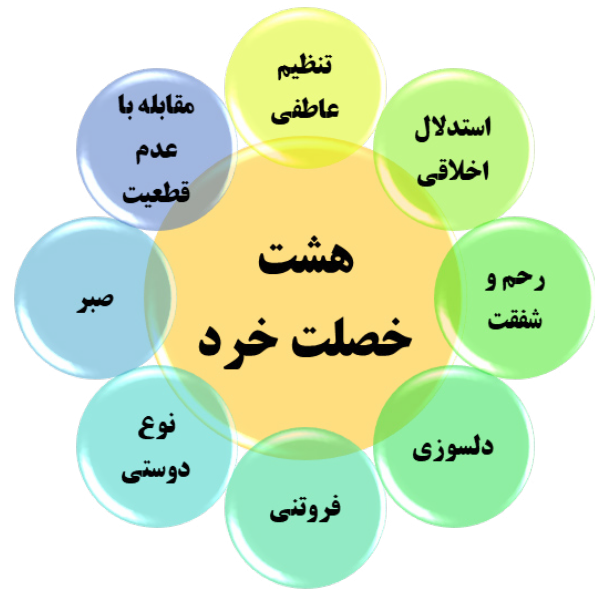 هشت
خصلت خرد
تنظیم
عاطفی
استدلال
اخلاقی
رحم و
شفقت
دلسوزی
فروتنی
نوع
دوستی
صبر
مقابله با
عدم
قطعیت